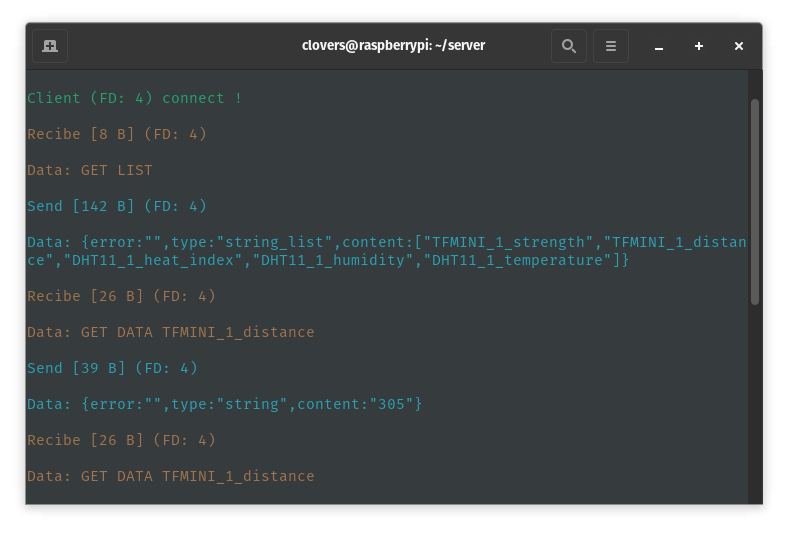 clovers@raspberrypi: ~/server
Client (FD: 4) connect !
Recibe [8 B] (FD: 4)
Data: GET LIST
Send [142 B] (FD: 4)
Data: {error:"",type:"string_list",content:["TFMINI_1_strength","TFMINI_1_distan
ce","DHT11_1_heat_index","DHT11_1_humidity","DHT11_1_temperature"]}
Recibe [26 B] (FD: 4)
Data: GET DATA TFMINI_1_distance
Send [39 B] (FD: 4)
Data: {error:"",type:"string",content:"305"}
Recibe [26 B] (FD: 4)
Data: GET DATA TFMINI_1_distance